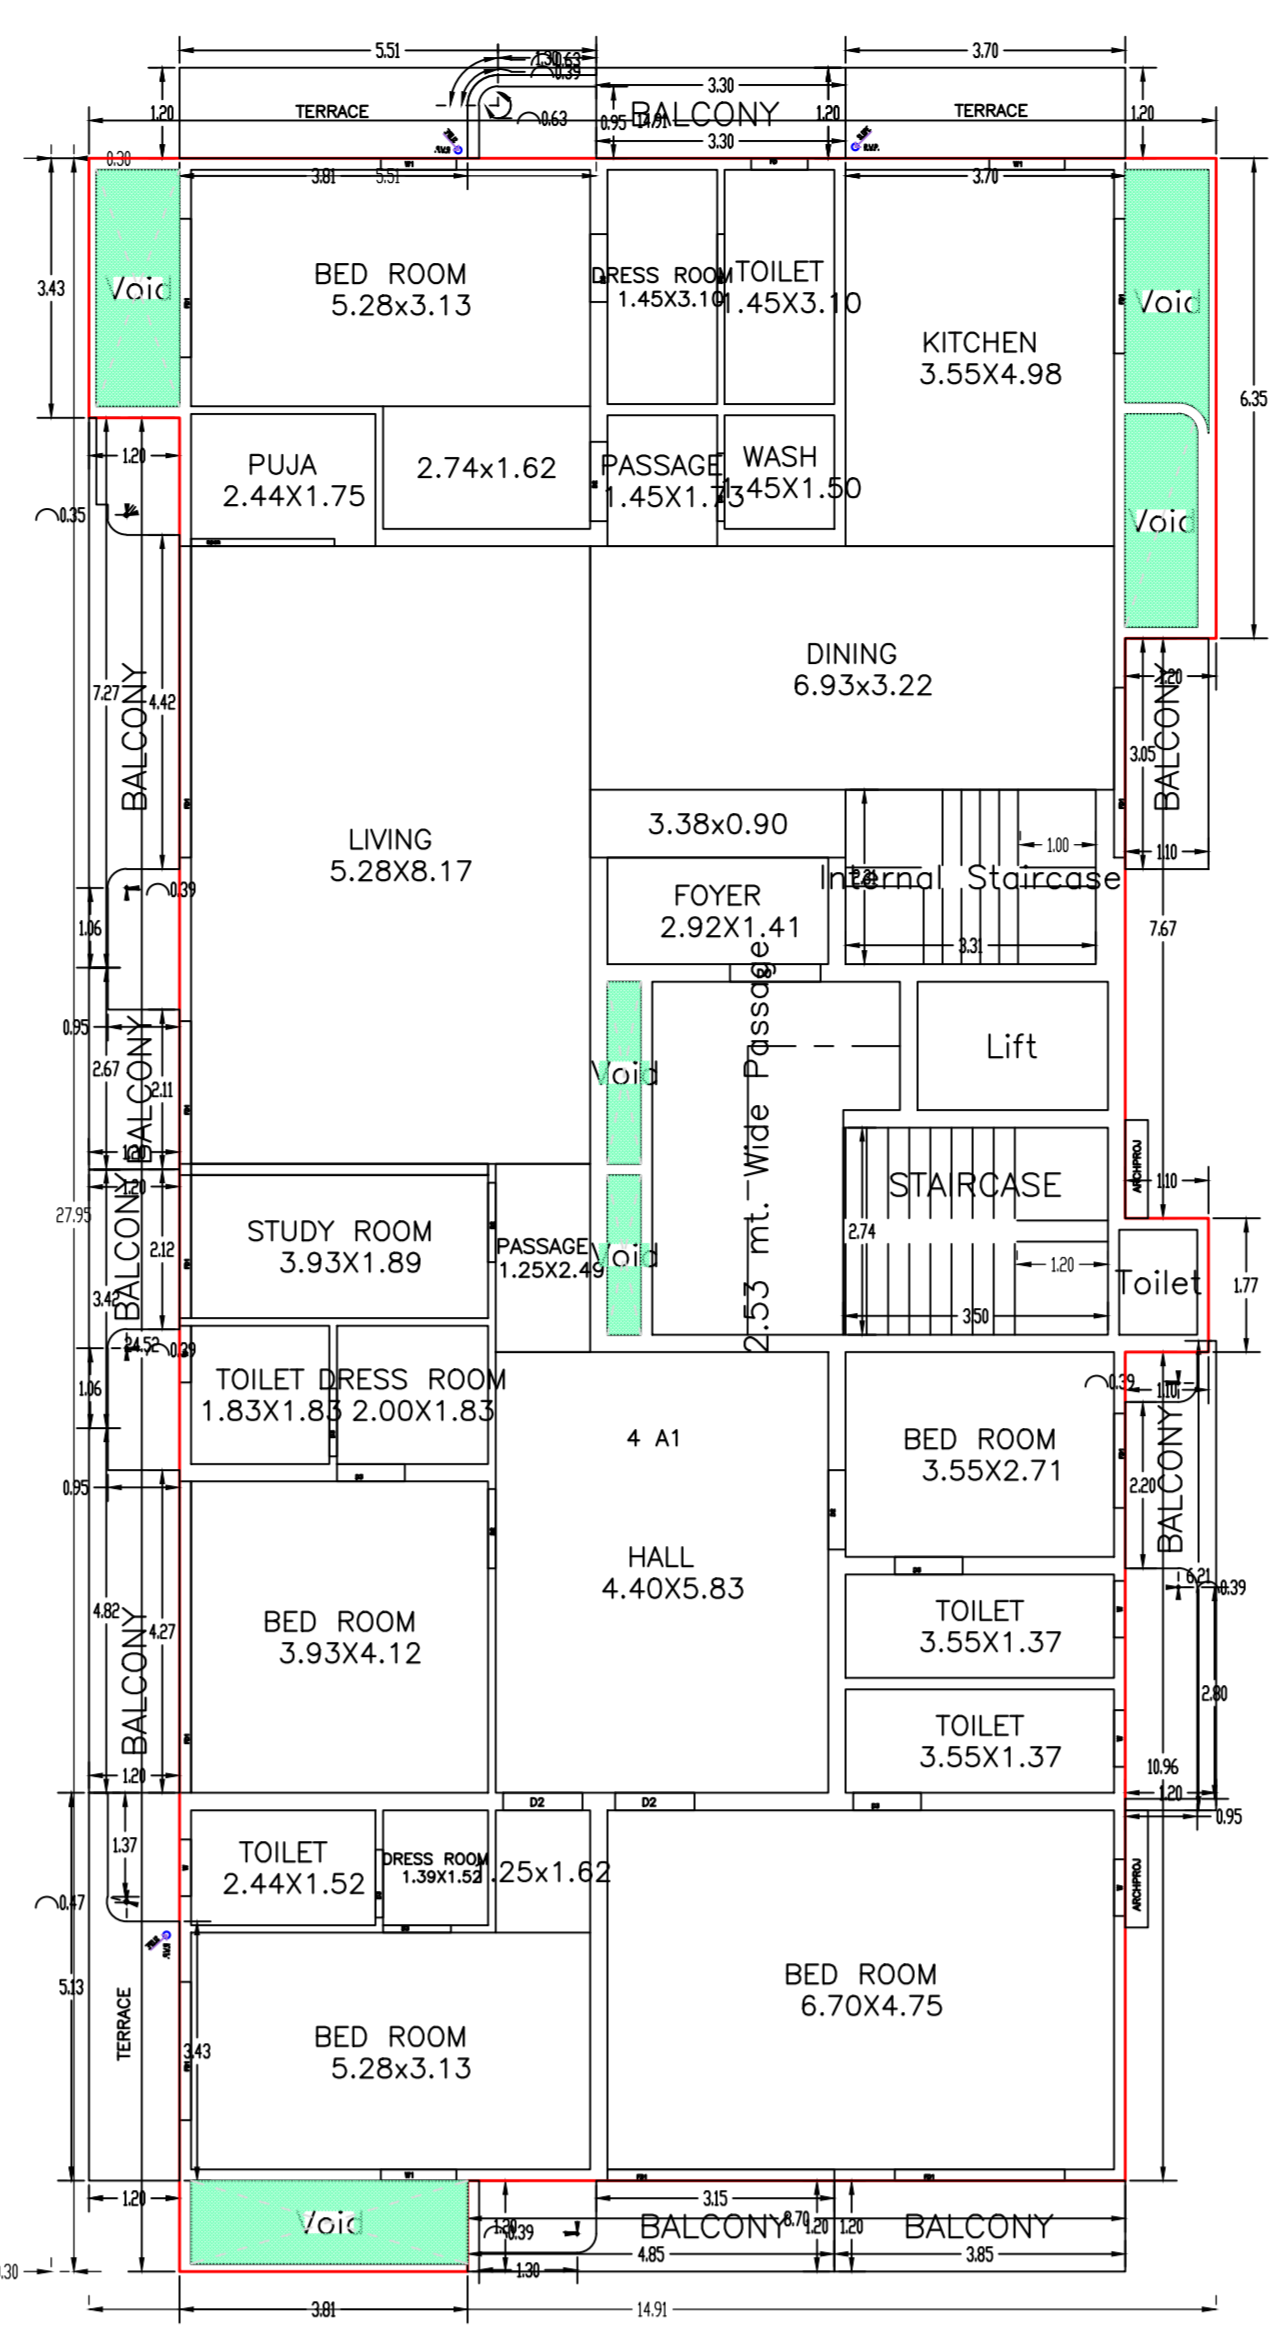 5.51
3.70
1.30
0.63
0.39
3.30
1.20
TERRACE
BALCONY
TERRACE
1.20
1.20
0.63
0.95
14.91
3.30
W1
W1
0.30
3.81
5.51
3.70
3.43
Void
BED ROOM
5.28x3.13
DRESS ROOM
1.45X3.10
TOILET
1.45X3.10
KITCHEN
3.55X4.98
Void
6.35
1.20
PUJA
2.44X1.75
2.74x1.62
PASSAGE
1.45X1.73
WASH
1.45X1.50
Void
0.35
7.27
BALCONY
4.42
DINING
6.93x3.22
1.20
BALCONY
3.05
LIVING
5.28X8.17
3.38x0.90
1.00
1.10
Internal Staircase
FOYER
2.92X1.41
3.31
0.39
1.06
7.67
0.95
2.67
BALCONY
2.11
Void
2.53 mt. Wide Passage
Lift
1.20
1.20
ARCHPROJ
1.10
STAIRCASE
27.95
BALCONY
2.12
STUDY ROOM
3.93X1.89
PASSAGE
1.25X2.49
Void
2.74
1.20
3.50
Toilet
1.77
3.42
24.52
0.39
1.06
TOILET
1.83X1.83
DRESS ROOM
2.00X1.83
4 A1
BED ROOM
3.55X2.71
0.39
1.10
BALCONY
2.20
0.95
HALL
4.40X5.83
6.21
0.39
4.82
BALCONY
4.27
BED ROOM
3.93X4.12
TOILET
3.55X1.37
2.80
TOILET
3.55X1.37
10.96
1.20
1.20
D2
D2
0.95
1.37
TOILET
2.44X1.52
DRESS ROOM
1.39X1.52
.25x1.62
ARCHPROJ
0.47
5.13
TERRACE
3.43
BED ROOM
5.28x3.13
BED ROOM
6.70X4.75
W1
1.20
Void
1.20
0.39
3.15
BALCONY
8.70
1.20
1.20
BALCONY
4.85
3.85
1.30
0.30
3.81
14.91